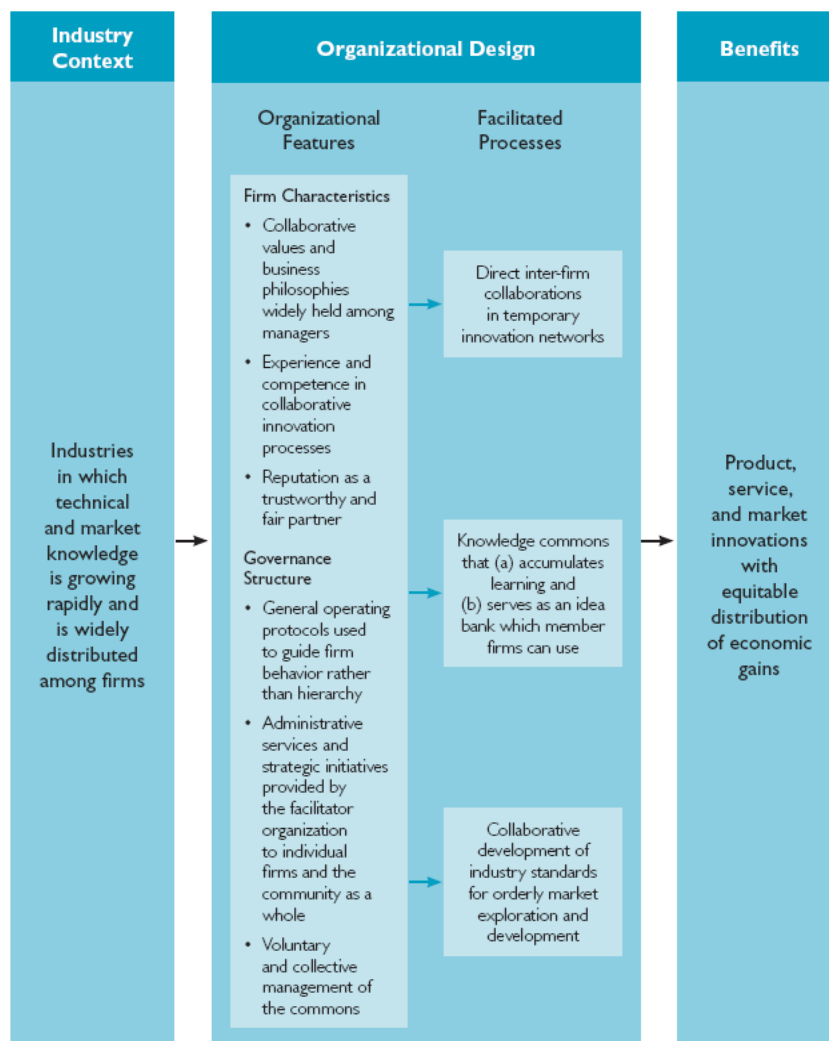 Industry
Context
Organizational Design
Benefits
Industries
in which
technical
and market
knowledge
is growing
rapidly and
is widely
distributed
among firms
Organizational
Features
Firm Characteristics
• Collaborative
values and
business
philosophies
widely held among
managers
• Experience and
competence in
collaborative
innovation
processes
• Reputation as a
trustworthy and
fair partner
Governance
Structure
• General operating
protocols used
to guide firm
behavior rather
than hierarchy
• Administrative
services and
strategic initiatives
provided by
the facilitator
organization
to individual
firms and the
community as a
whole
• Voluntary
and collective
management of
the commons
Facilitated
Processes
Direct inter-firm
collaborations
in temporary
innovation networks
Knowledge commons
that (a) accumulates
learning and
(b) serves as an idea
bank which member
firms can use
Collaborative
development of
industry standards
for orderly market
exploration and
development
Product,
service,
and market
innovations
with
equitable
distribution
of economic
gains